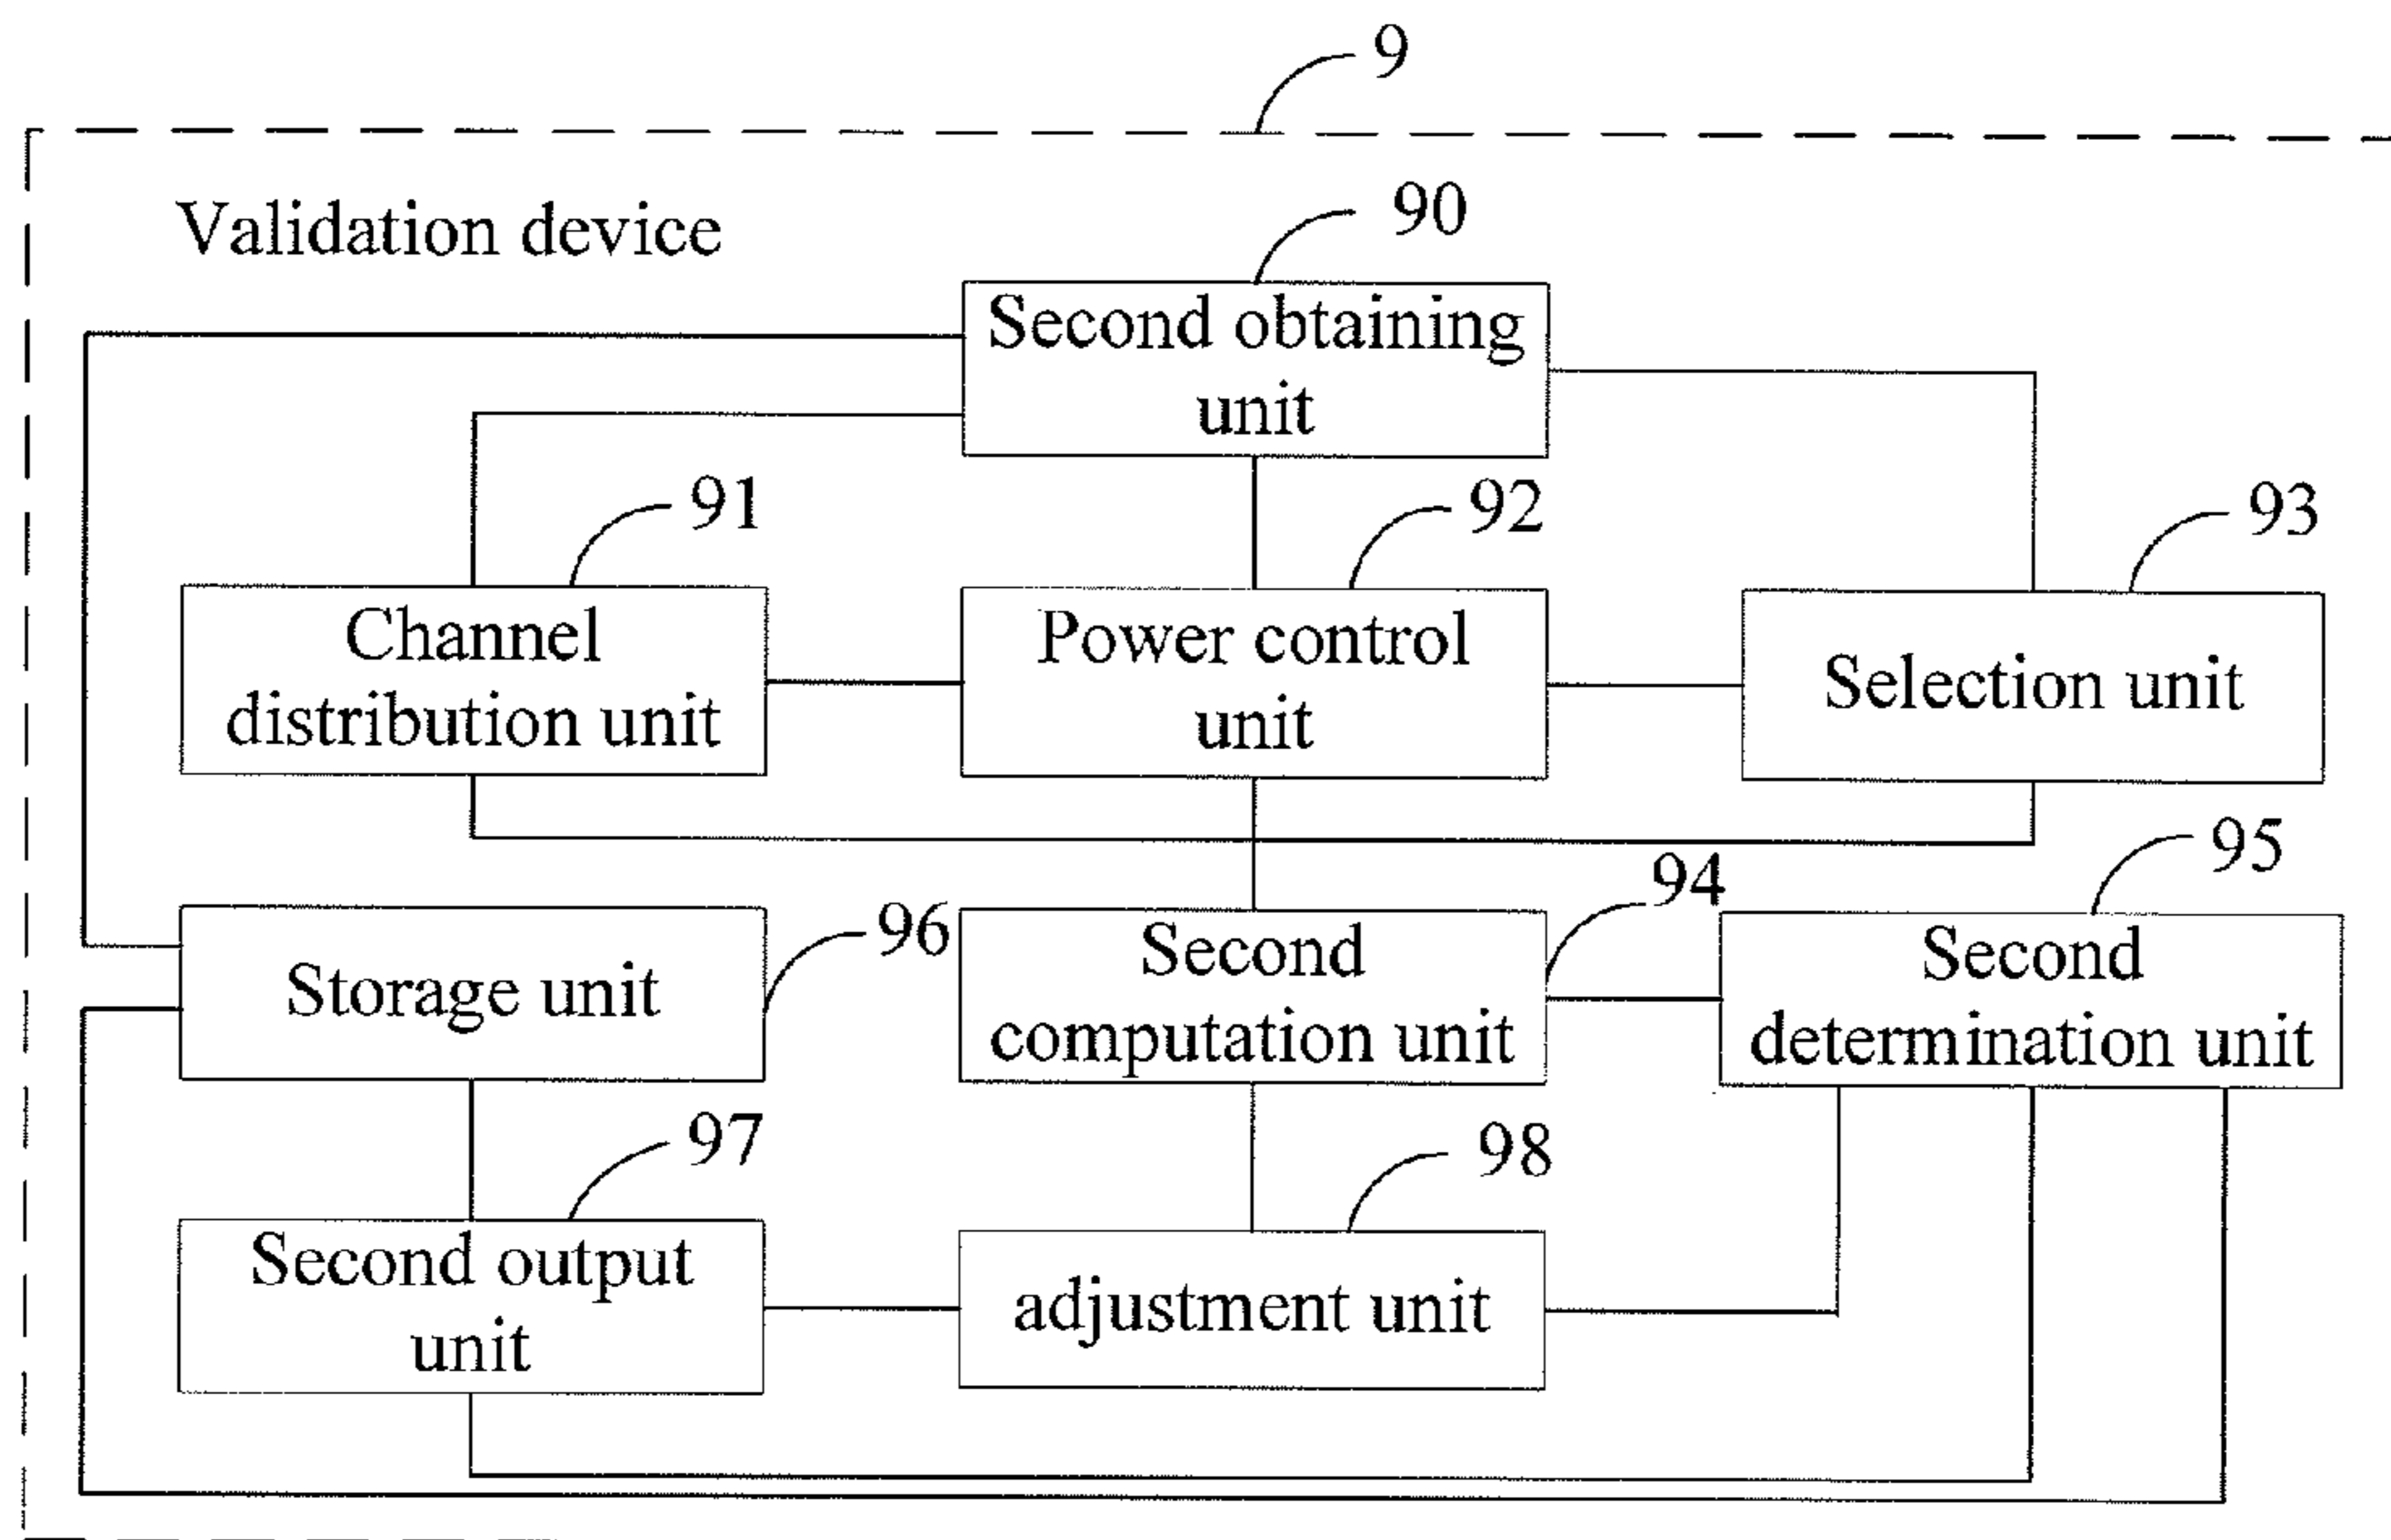 9
Validation device
90
Second obtaining
unit
91
92
93
Channel
distribution unit
Power control
unit
Selection unit
94
95
96
Storage unit
Second
computation unit
Second
determination unit
97
98
Second output
unit
adjustment unit